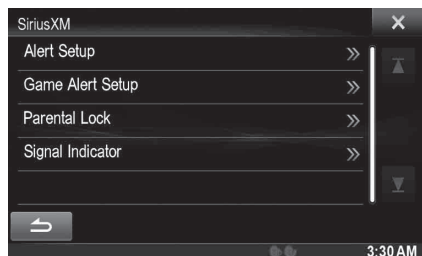 SiriusXM
Alert Setup
Game Alert Setup
Parental Lock
Signal Indicator
3:30 AM